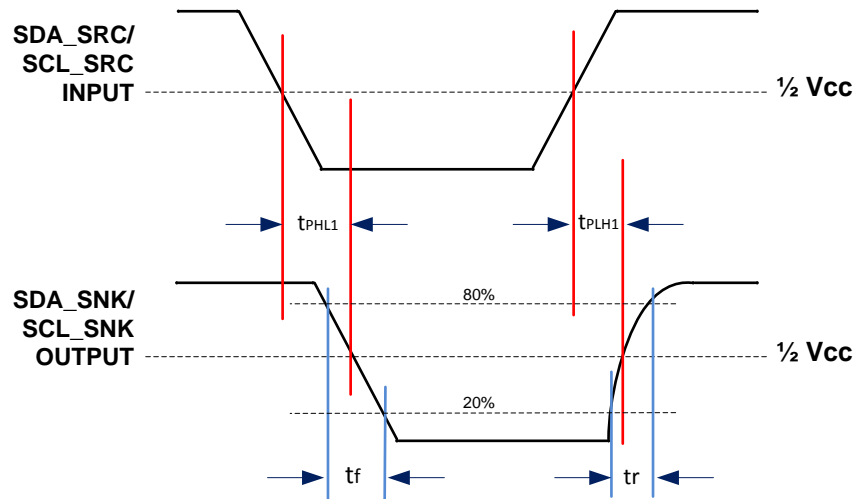 SDA_SRC/
SCL_SRC
INPUT
½ Vcc
tPHL1
tPLH1
SDA_SNK/
SCL_SNK
OUTPUT
80%
½ Vcc
20%
tf
tr